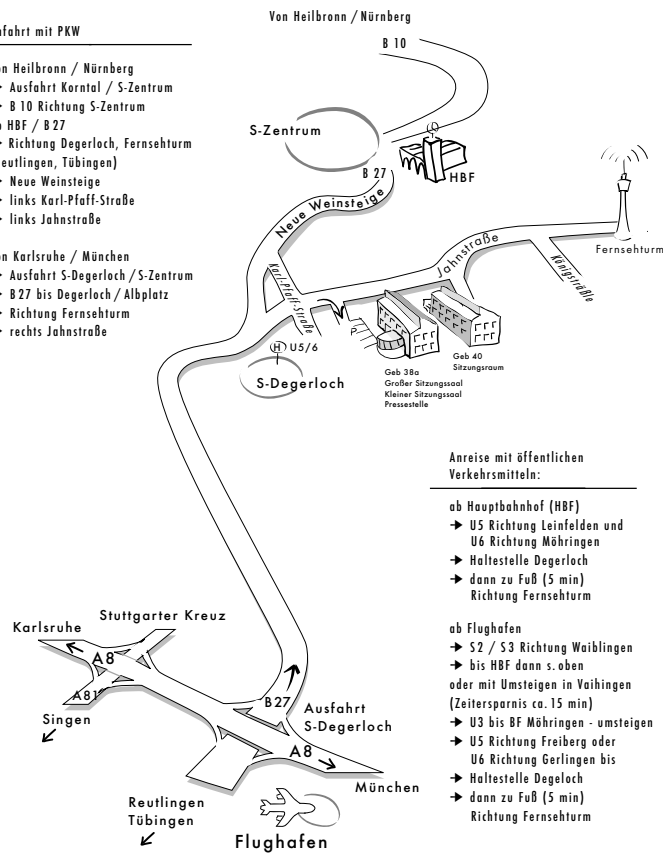 nfahrt mit PKW
n Heilbronn / Nürnberg
Ausfahrt Korntal / S-Zentrum
B 10 Richtung S-Zentrum
HBF / B 27
Richtung Degerloch, Fernsehturm
eutlingen, Tübingen)
Neue Weinsteige
links Karl-Pfaff-Straße
links Jahnstraße
n Karlsruhe / München
Ausfahrt S-Degerloch / S-Zentrum
B 27 bis Degerloch / Albplatz
Richtung Fernsehturm
rechts Jahnstraße
Von Heilbronn / Nürnberg
B 10
S-Zentrum
HBF
B 27
Neue Weinsteige
Fernsehturm
Jahnstraße
Königsträßle
Karl-Pfaff-Straße
H U5/6
S-Degerloch
Geb 38a
Großer Sitzungssaal
Kleiner Sitzungssaal
Pressestelle
Geb 40
Sitzungsraum
Anreise mit öffentlichen
Verkehrsmitteln:
ab Hauptbahnhof (HBF)
➔ U5 Richtung Leinfelden und
U6 Richtung Möhringen
➔ Haltestelle Degerloch
➔ dann zu Fuß (5 min)
Richtung Fernsehturm
ab Flughafen
➔ S2 / S3 Richtung Waiblingen
➔ bis HBF dann s. oben
oder mit Umsteigen in Vaihingen
(Zeitersparnis ca. 15 min)
➔ U3 bis BF Möhringen - umsteigen
➔ U5 Richtung Freiberg oder
U6 Richtung Gerlingen bis
➔ Haltestelle Degeloch
➔ dann zu Fuß (5 min)
Richtung Fernsehturm
Stuttgarter Kreuz
Karlsruhe
A8
A81
Singen
B27
Ausfahrt
S-Degerloch
A8
München
Reutlingen
Tübingen
Flughafen